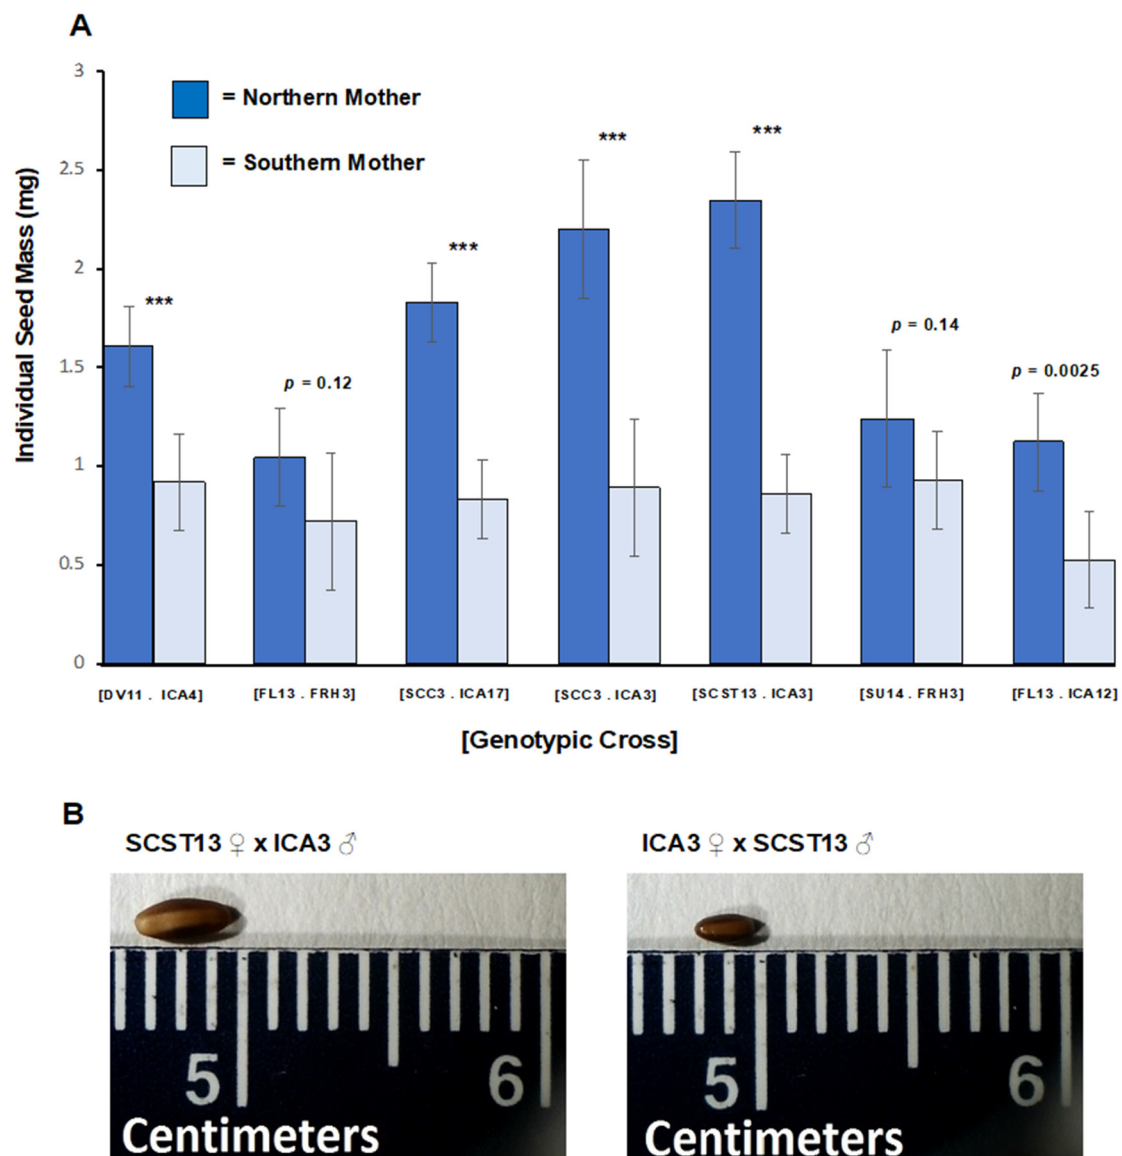 A
3
2.5
2
1.5
1
0.5
0
Individual Seed Mass (mg)
= Northern Mother
= Southern Mother
***
p = 0.12
***
***
***
p = 0.14
p = 0.0025
[DV11 . ICA4] [FL13 . FRH3] [SCC3 . ICA17] [SCC3 . ICA3] [SCST13 . ICA3] [SU14 . FRH3] [FL13 . ICA12]
[Genotypic Cross]
B
SCST13 ♀ x ICA3 ♂
5 6
Centimeters
ICA3 ♀ x SCST13 ♂
5 6
Centimeters